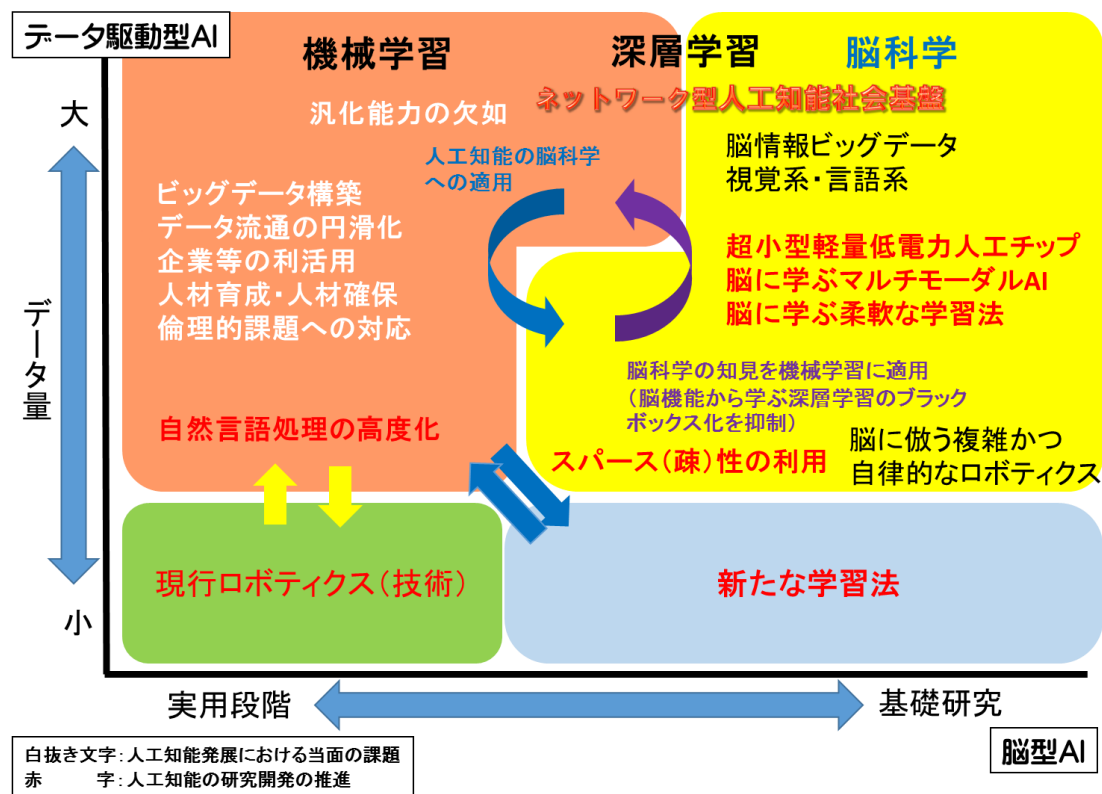 データ駆動型AI
機械学習
深層学習
脳科学
大
汎化能力の欠如
ネットワーク型人工知能社会基盤
人工知能の脳科学
への適用
脳情報ビッグデータ
視覚系・言語系
ビッグデータ構築
データ流通の円滑化
企業等の利活用
人材育成・人材確保
倫理的課題への対応
超小型軽量低電力人工チップ
脳に学ぶマルチモーダルAI
脳に学ぶ柔軟な学習法
データ量
脳科学の知見を機械学習に適用
（脳機能から学ぶ深層学習のブラック
ボックス化を抑制）
自然言語処理の高度化
スパース（疎）性の利用
脳に倣う複雑かつ
自律的なロボティクス
現行ロボティクス（技術）
新たな学習法
小
実用段階
基礎研究
白抜き文字：人工知能発展における当面の課題
赤　　　字：人工知能の研究開発の推進
脳型AI